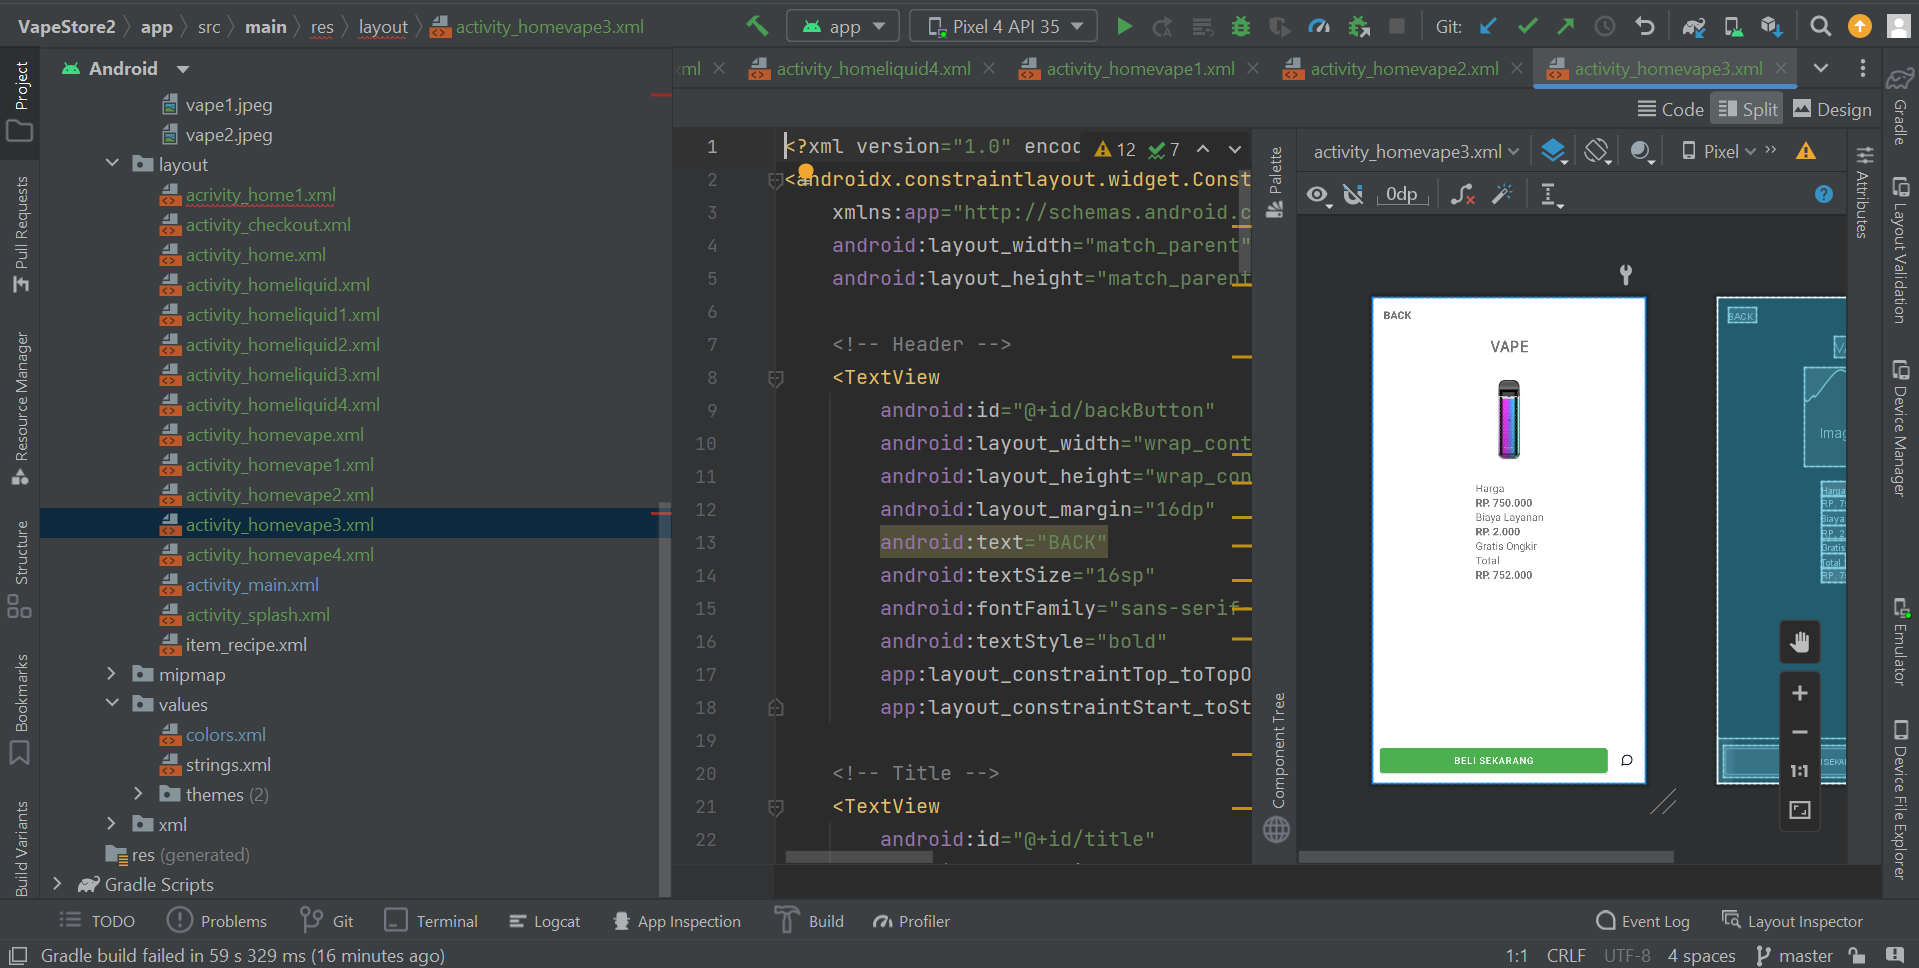 VapeStore2 app src main res layout activity_homevape3.xml
app Pixel 4 API 35 Git:
Android
xml activity_homeliquid4.xml activity_homevape1.xml activity_homevape2.xml activity_homevape3.xml
Code Split Design
Project
Pull Requests
Resource Manager
Structure
Bookmarks
Build Variants
vape1.jpeg
vape2.jpeg
layout
acrivity_home1.xml
activity_checkout.xml
activity_home.xml
activity_homeliquid.xml
activity_homeliquid1.xml
activity_homeliquid2.xml
activity_homeliquid3.xml
activity_homeliquid4.xml
activity_homevape.xml
activity_homevape1.xml
activity_homevape2.xml
activity_homevape3.xml
activity_homevape4.xml
activity_main.xml
activity_splash.xml
item_recipe.xml
mipmap
values
colors.xml
strings.xml
themes (2)
xml
res (generated)
Gradle Scripts
12 7
1 <?xml version="1.0" encod
2 <androidx.constraintlayout.widget.Const
3 xmlns:app="http://schemas.android.c
4 android:layout_width="match_parent"
5 android:layout_height="match_parent
6
7 <!-- Header -->
8 <TextView
9 android:id="@+id/backButton"
10 android:layout_width="wrap_cont
11 android:layout_height="wrap_con
12 android:layout_margin="16dp"
13 android:text="BACK"
14 android:textSize="16sp"
15 android:fontFamily="sans-serif-
16 android:textStyle="bold"
17 app:layout_constraintTop_toTopO
18 app:layout_constraintStart_toSt
19
20 <!-- Title -->
21 <TextView
22 android:id="@+id/title"
Palette
Component Tree
activity_homevape3.xml Pixel
0dp
BACK
VAPE
Harga
RP. 750.000
Biaya Layanan
RP. 2.000
Gratis Ongkir
Total
RP. 752.000
BELI SEKARANG
BACK
Imag
Harga
RP. 75
Biaya
RP. 2
Gratis
Total
RP. 75
1:1
Attributes
Gradle
Layout Validation
Device Manager
Emulator
Device File Explorer
TODO Problems Git Terminal Logcat App Inspection Build Profiler Event Log Layout Inspector
Gradle build failed in 59 s 329 ms (16 minutes ago) 1:1 CRLF UTF-8 4 spaces master